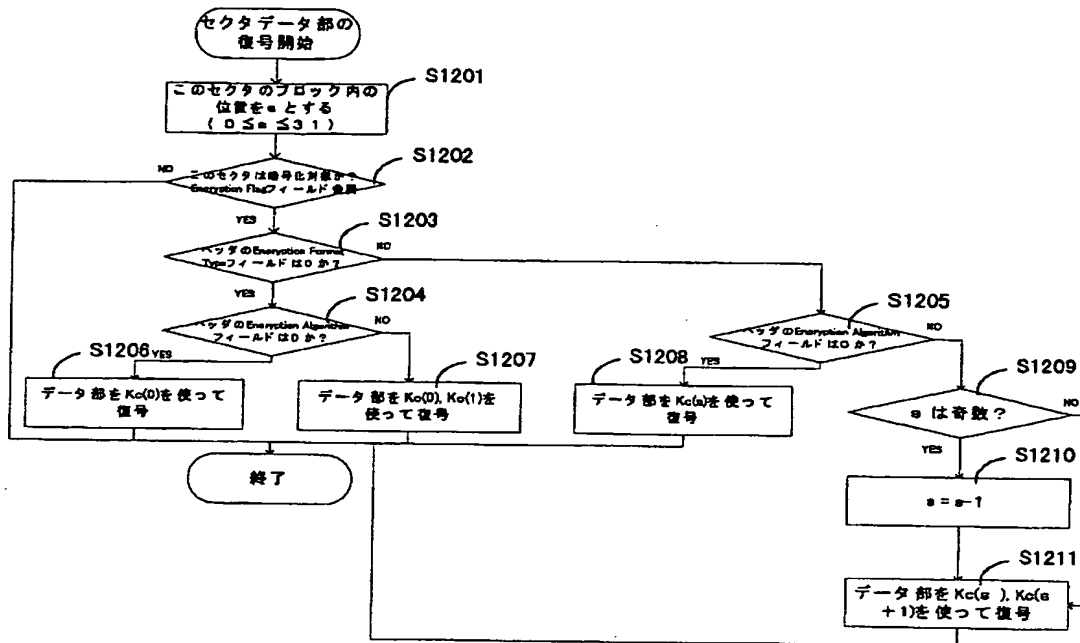 セクタデータ部の
復号開始
S1201
このセクタのブロック内の
位置をsとする
( 0≦s≦31 )
S1202
NO
このセクタは暗号化対象か?
Encryption Flagフィールド
YES
S1203
NO
ヘッダのEncryption Format
Typeフィールドは0か?
YES
S1204
NO
ヘッダのEncryption Algorithm
フィールドは0か?
S1205
NO
ヘッダのEncryption Algorithm
フィールドは0か?
S1206
YES
データ部をKc(0)を使って
復号
S1207
データ部をKc(0), Kc(1)を
使って復号
S1208
YES
データ部をKc(s)を使って
復号
S1209
NO
sは奇数?
YES
終了
S1210
s=s-1
S1211
データ部をKc(s ), Kc(s
+1)を使って復号